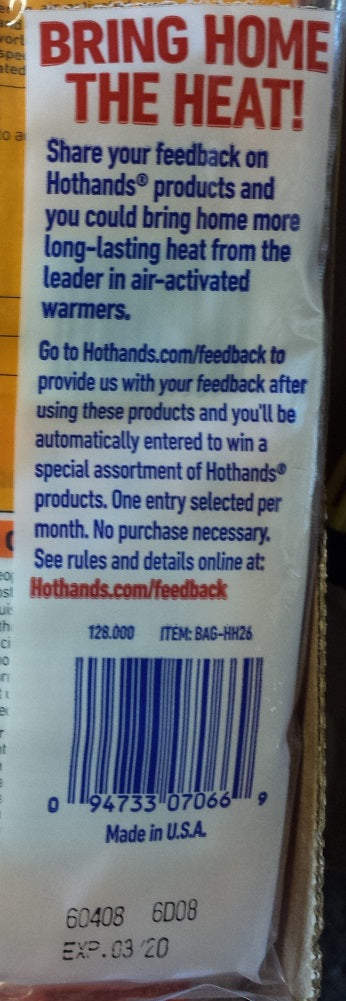 BRING HOME
THE HEAT!
Share your feedback on
Hothands® products and
you could bring home more
long-lasting heat from the
leader in air-activated
warmers.
Go to Hothands.com/feedback to
provide us with your feedback after
using these products and you'll be
automatically entered to win a
special assortment of Hothands®
products. One entry selected per
month. No purchase necessary.
See rules and details online at:
Hothands.com/feedback
128.000 ITEM: BAG-HH26
0 94733 07066 9
Made in U.S.A.
60408 6D08
EXP. 03 '20